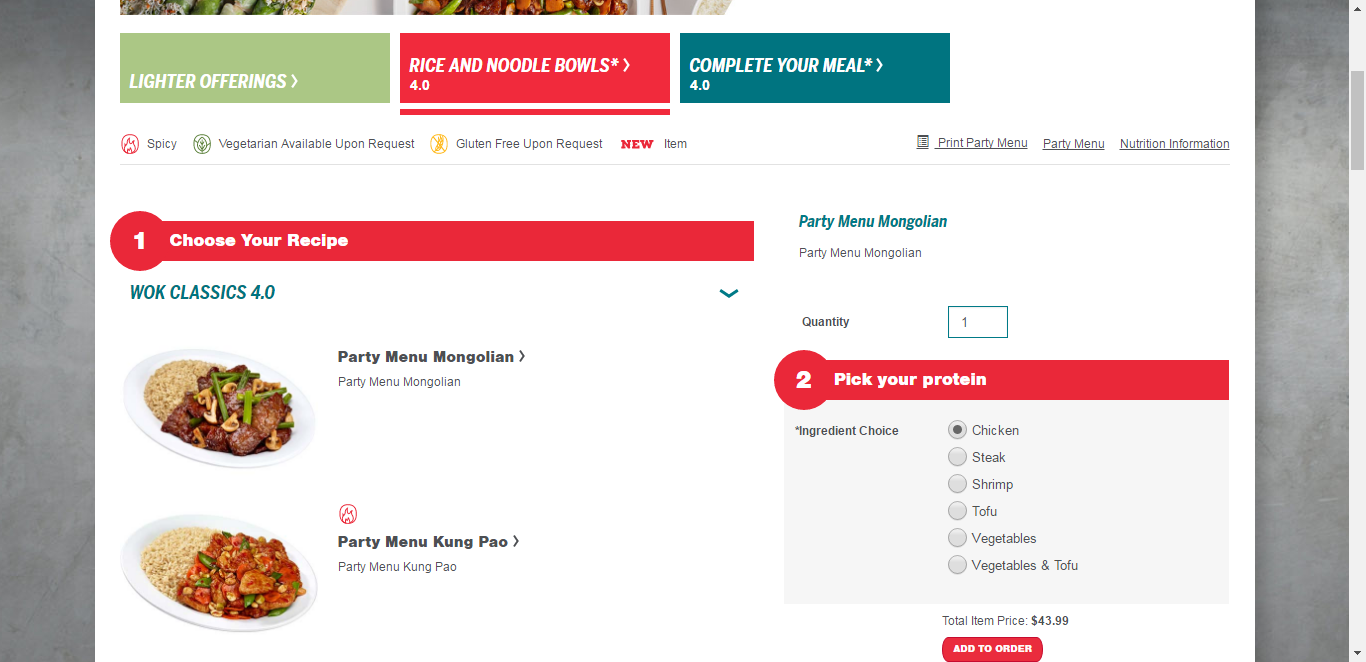 LIGHTER OFFERINGS >
RICE AND NOODLE BOWLS* >
4.0
COMPLETE YOUR MEAL* >
4.0
Spicy
Vegetarian Available Upon Request
Gluten Free Upon Request
NEW Item
Print Party Menu
Party Menu
Nutrition Information
1 Choose Your Recipe
WOK CLASSICS 4.0
Party Menu Mongolian >
Party Menu Mongolian
Party Menu Kung Pao >
Party Menu Kung Pao
Party Menu Mongolian
Party Menu Mongolian
Quantity 1
2 Pick your protein
*Ingredient Choice
Chicken
Steak
Shrimp
Tofu
Vegetables
Vegetables & Tofu
Total Item Price: $43.99
ADD TO ORDER